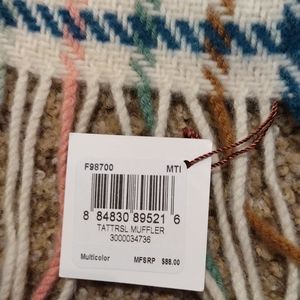 F98700 MTI
8 84830 89521 6
TATTRSL MUFFLER
3000034736
Multicolor MFSRP $88.00